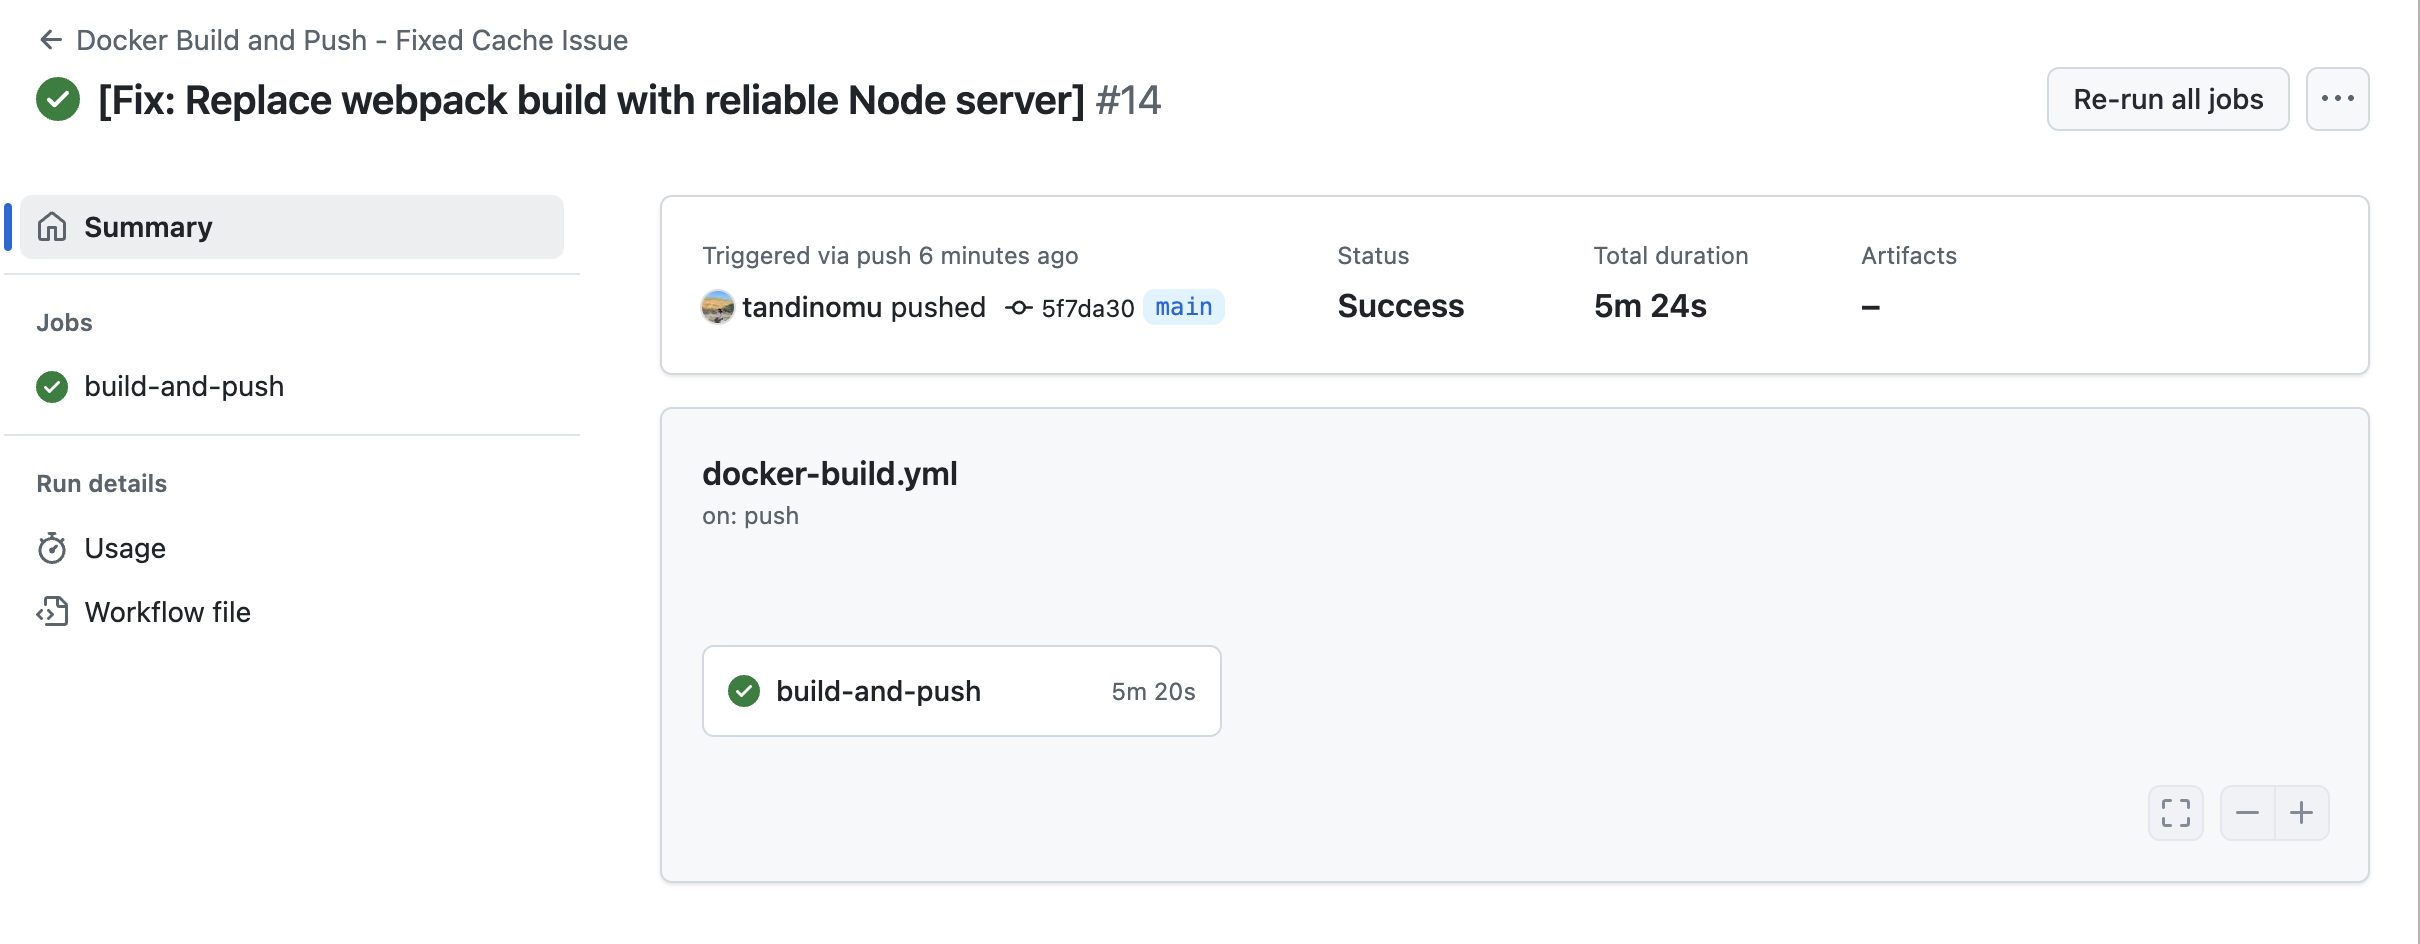 Docker Build and Push - Fixed Cache Issue
[Fix: Replace webpack build with reliable Node server] #14
Re-run all jobs
Summary
Jobs
build-and-push
Run details
Usage
Workflow file
Triggered via push 6 minutes ago
tandinomu pushed 5f7da30 main
Status
Success
Total duration
5m 24s
Artifacts
–
docker-build.yml
on: push
build-and-push 5m 20s